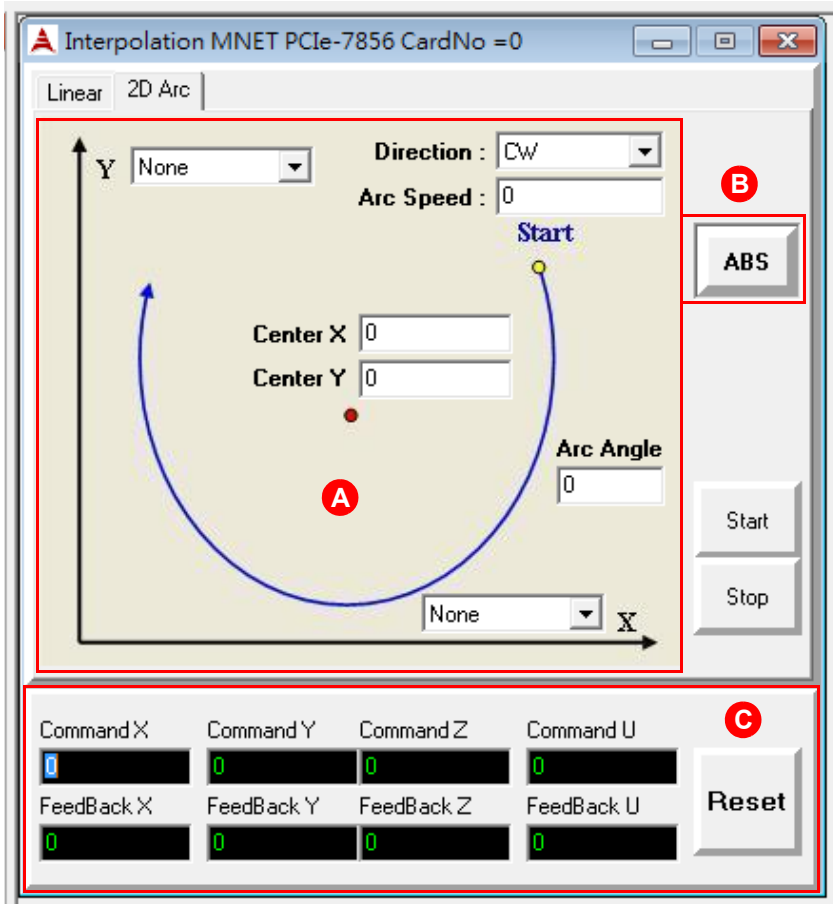 Interpolation MNET PCIe-7856 CardNo =0
Linear 2D Arc
Y None Direction : CW
Arc Speed : 0
B
Start
ABS
Center X 0
Center Y 0
Arc Angle
0
A
Start
Stop
None X
Command X Command Y Command Z Command U C
0 0 0 0
FeedBack X FeedBack Y FeedBack Z FeedBack U Reset
0 0 0 0